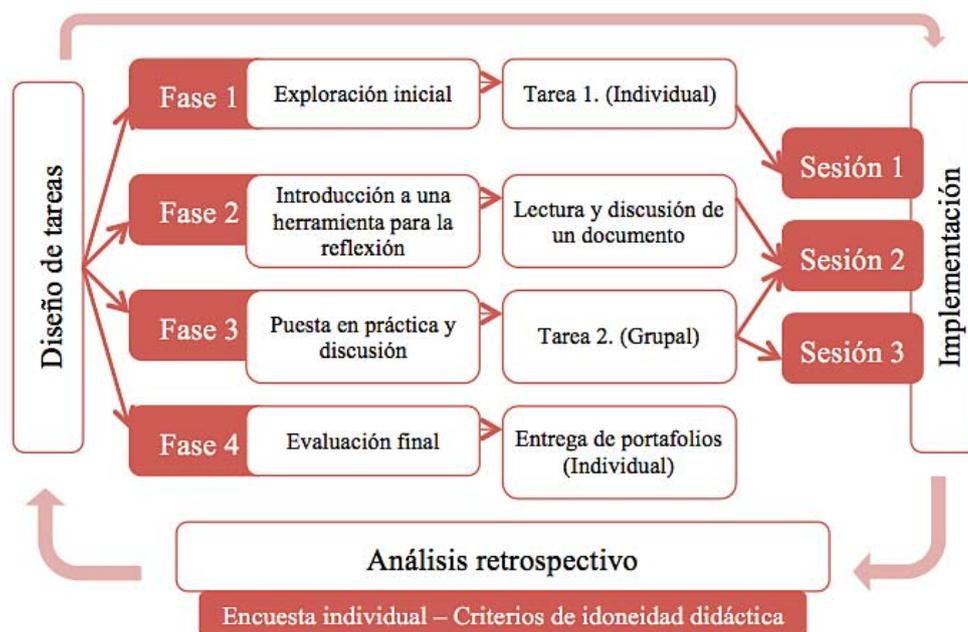 Diseño de tareas
Fase 1
Exploración inicial
Tarea 1. (Individual)
Fase 2
Introducción a una
herramienta para la
reflexión
Lectura y discusión de
un documento
Fase 3
Puesta en práctica y
discusión
Tarea 2. (Grupal)
Fase 4
Evaluación final
Entrega de portafolios
(Individual)
Sesión 1
Sesión 2
Sesión 3
Implementación
Análisis retrospectivo
Encuesta individual – Criterios de idoneidad didáctica